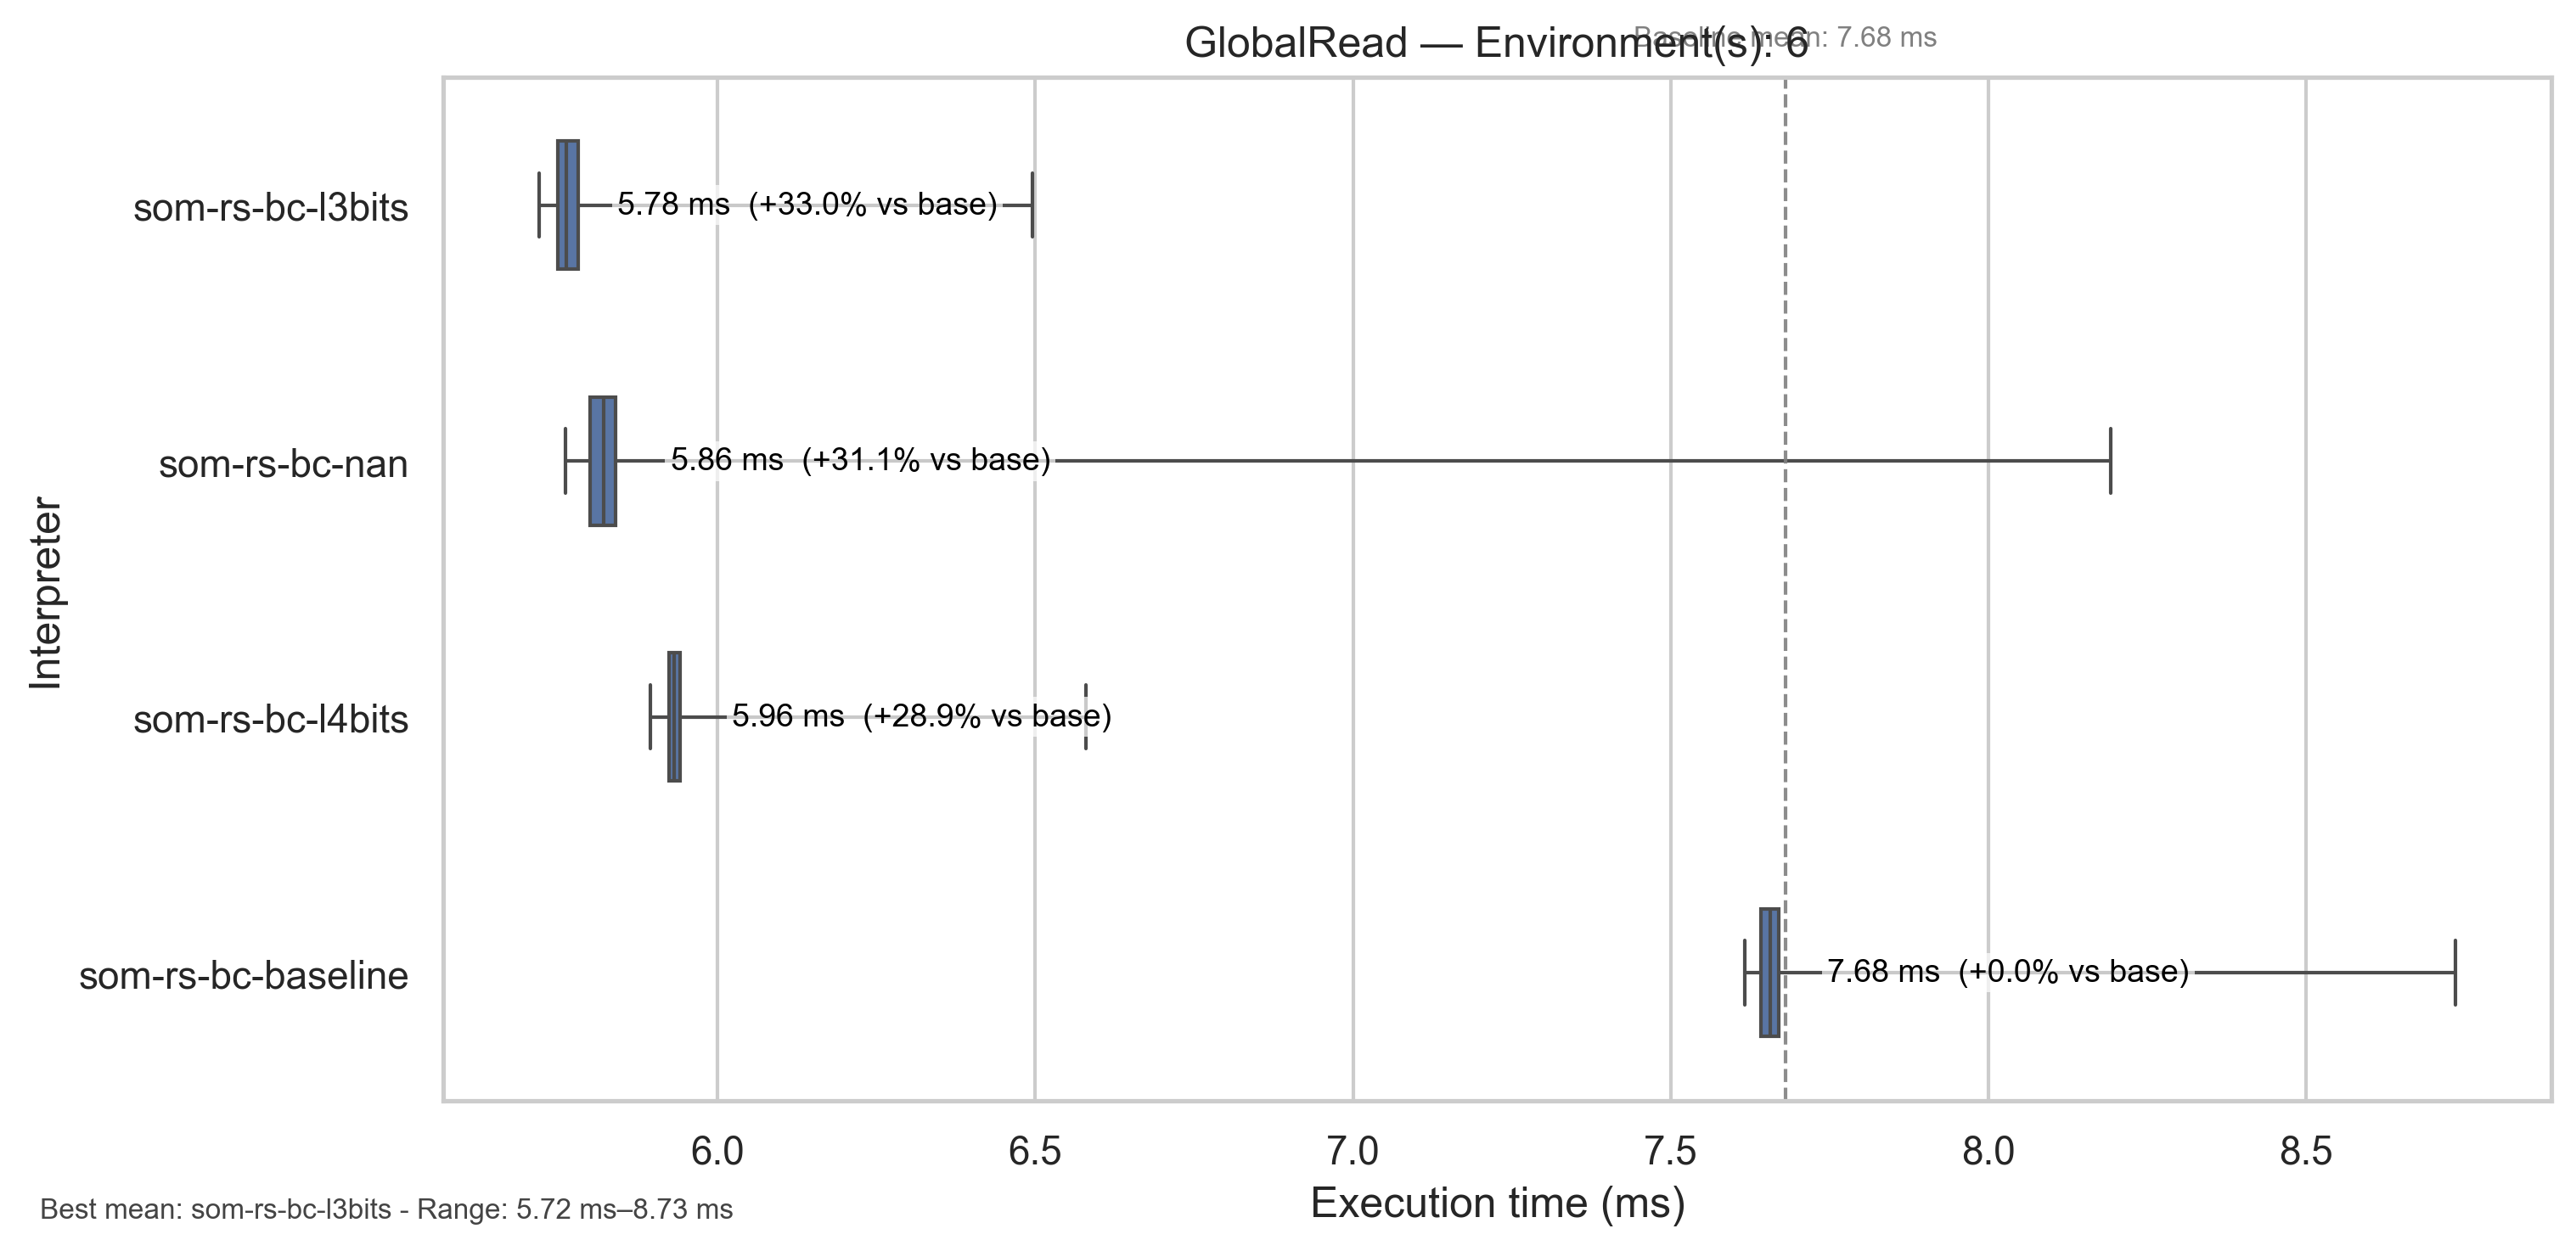 GlobalRead — Environment(s): 6
Baseline mean: 7.68 ms
Interpreter
som-rs-bc-l3bits
5.78 ms (+33.0% vs base)
som-rs-bc-nan
5.86 ms (+31.1% vs base)
som-rs-bc-l4bits
5.96 ms (+28.9% vs base)
som-rs-bc-baseline
7.68 ms (+0.0% vs base)
6.0 6.5 7.0 7.5 8.0 8.5
Execution time (ms)
Best mean: som-rs-bc-l3bits - Range: 5.72 ms–8.73 ms